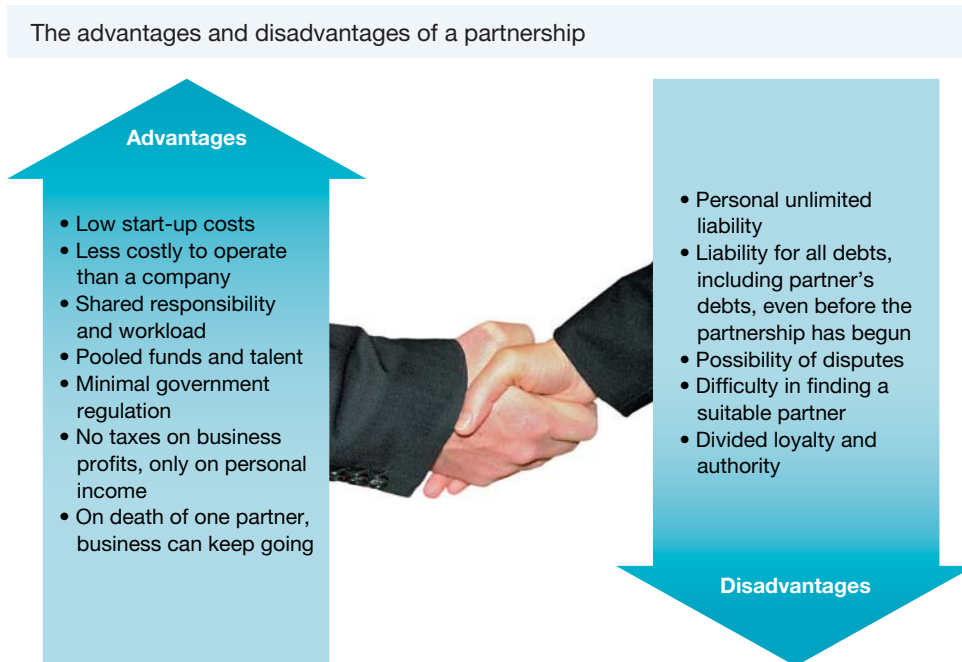 The advantages and disadvantages of a partnership
Advantages
• Low start-up costs
• Less costly to operate
than a company
• Shared responsibility
and workload
• Pooled funds and talent
• Minimal government
regulation
• No taxes on business
profits, only on personal
income
• On death of one partner,
business can keep going
• Personal unlimited
liability
• Liability for all debts,
including partner’s
debts, even before the
partnership has begun
• Possibility of disputes
• Difficulty in finding a
suitable partner
• Divided loyalty and
authority
Disadvantages